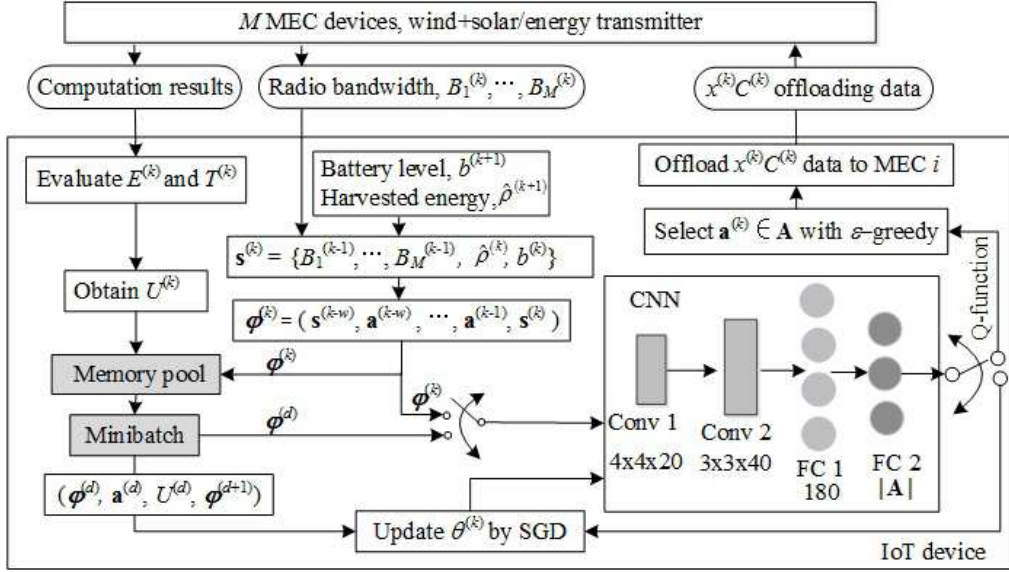 M MEC devices, wind+solar/energy transmitter
Computation results
Radio bandwidth, B₁⁽ᵏ⁾,⋯, B_M⁽ᵏ⁾
x⁽ᵏ⁾C⁽ᵏ⁾ offloading data
Evaluate E⁽ᵏ⁾ and T⁽ᵏ⁾
Battery level, b⁽ᵏ⁺¹⁾
Harvested energy, ρ̂⁽ᵏ⁺¹⁾
Offload x⁽ᵏ⁾C⁽ᵏ⁾ data to MEC i
Select a⁽ᵏ⁾ ∈ A with ε–greedy
s⁽ᵏ⁾ = {B₁⁽ᵏ⁻¹⁾,⋯, B_M⁽ᵏ⁻¹⁾, ρ̂⁽ᵏ⁾, b⁽ᵏ⁾}
Obtain U⁽ᵏ⁾
φ⁽ᵏ⁾ = ( s⁽ᵏ⁻ʷ⁾, a⁽ᵏ⁻ʷ⁾, ⋯, a⁽ᵏ⁻¹⁾, s⁽ᵏ⁾ )
CNN
Q-function
Memory pool
φ⁽ᵏ⁾
φ⁽ᵏ⁾
Minibatch
φ⁽ᵈ⁾
Conv 1
4x4x20
Conv 2
3x3x40
FC 1
180
FC 2
|A|
(φ⁽ᵈ⁾, a⁽ᵈ⁾, U⁽ᵈ⁾, φ⁽ᵈ⁺¹⁾)
Update θ⁽ᵏ⁾ by SGD
IoT device